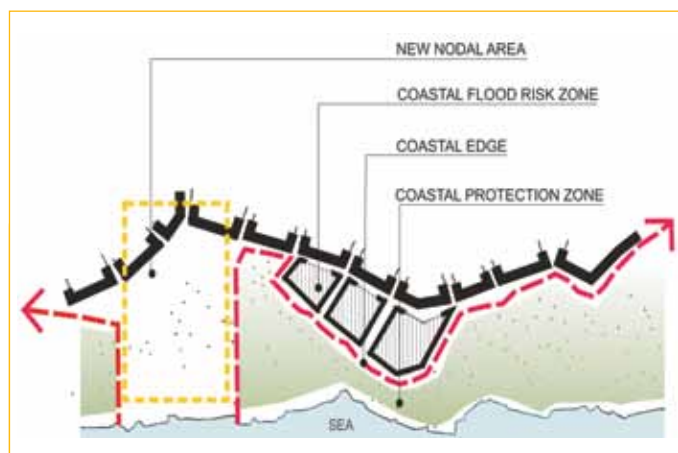 NEW NODAL AREA
COASTAL FLOOD RISK ZONE
COASTAL EDGE
COASTAL PROTECTION ZONE
SEA